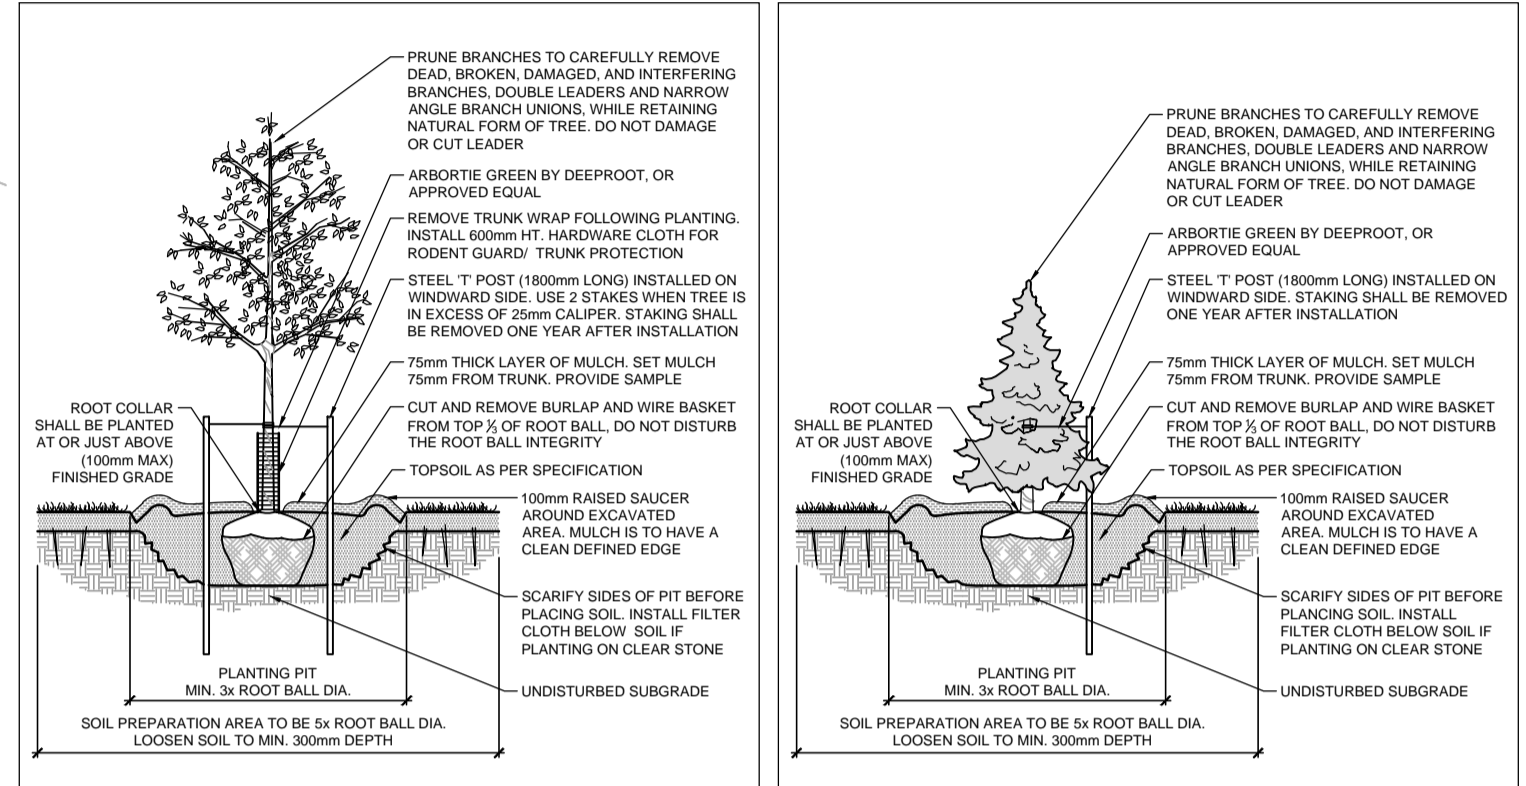 PRUNE BRANCHES TO CAREFULLY REMOVE
DEAD, BROKEN, DAMAGED, AND INTERFERING
BRANCHES, DOUBLE LEADERS AND NARROW
ANGLE BRANCH UNIONS, WHILE RETAINING
NATURAL FORM OF TREE. DO NOT DAMAGE
OR CUT LEADER
ARBORTIE GREEN BY DEEPROOT, OR
APPROVED EQUAL
REMOVE TRUNK WRAP FOLLOWING PLANTING.
INSTALL 600mm HT. HARDWARE CLOTH FOR
RODENT GUARD/ TRUNK PROTECTION
STEEL 'T' POST (1800mm LONG) INSTALLED ON
WINDWARD SIDE. USE 2 STAKES WHEN TREE IS
IN EXCESS OF 25mm CALIPER. STAKING SHALL
BE REMOVED ONE YEAR AFTER INSTALLATION
75mm THICK LAYER OF MULCH. SET MULCH
75mm FROM TRUNK. PROVIDE SAMPLE
ROOT COLLAR
SHALL BE PLANTED
AT OR JUST ABOVE
(100mm MAX)
FINISHED GRADE
CUT AND REMOVE BURLAP AND WIRE BASKET
FROM TOP ⅓ OF ROOT BALL, DO NOT DISTURB
THE ROOT BALL INTEGRITY
TOPSOIL AS PER SPECIFICATION
100mm RAISED SAUCER
AROUND EXCAVATED
AREA. MULCH IS TO HAVE A
CLEAN DEFINED EDGE
SCARIFY SIDES OF PIT BEFORE
PLACING SOIL. INSTALL FILTER
CLOTH BELOW SOIL IF
PLANTING ON CLEAR STONE
UNDISTURBED SUBGRADE
PLANTING PIT
MIN. 3x ROOT BALL DIA.
SOIL PREPARATION AREA TO BE 5x ROOT BALL DIA.
LOOSEN SOIL TO MIN. 300mm DEPTH
PRUNE BRANCHES TO CAREFULLY REMOVE
DEAD, BROKEN, DAMAGED, AND INTERFERING
BRANCHES, DOUBLE LEADERS AND NARROW
ANGLE BRANCH UNIONS, WHILE RETAINING
NATURAL FORM OF TREE. DO NOT DAMAGE
OR CUT LEADER
ARBORTIE GREEN BY DEEPROOT, OR
APPROVED EQUAL
STEEL 'T' POST (1800mm LONG) INSTALLED ON
WINDWARD SIDE. STAKING SHALL BE REMOVED
ONE YEAR AFTER INSTALLATION
75mm THICK LAYER OF MULCH. SET MULCH
75mm FROM TRUNK. PROVIDE SAMPLE
ROOT COLLAR
SHALL BE PLANTED
AT OR JUST ABOVE
(100mm MAX)
FINISHED GRADE
CUT AND REMOVE BURLAP AND WIRE BASKET
FROM TOP ⅓ OF ROOT BALL, DO NOT DISTURB
THE ROOT BALL INTEGRITY
TOPSOIL AS PER SPECIFICATION
100mm RAISED SAUCER
AROUND EXCAVATED
AREA. MULCH IS TO HAVE A
CLEAN DEFINED EDGE
SCARIFY SIDES OF PIT BEFORE
PLANCING SOIL. INSTALL
FILTER CLOTH BELOW SOIL IF
PLANTING ON CLEAR STONE
UNDISTURBED SUBGRADE
PLANTING PIT
MIN. 3x ROOT BALL DIA.
SOIL PREPARATION AREA TO BE 5x ROOT BALL DIA.
LOOSEN SOIL TO MIN. 300mm DEPTH